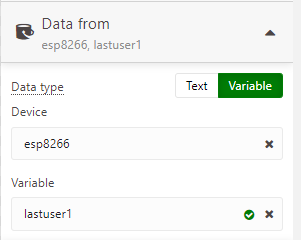 Data from
esp8266, lastuser1
Data type Text Variable
Device
esp8266
Variable
lastuser1